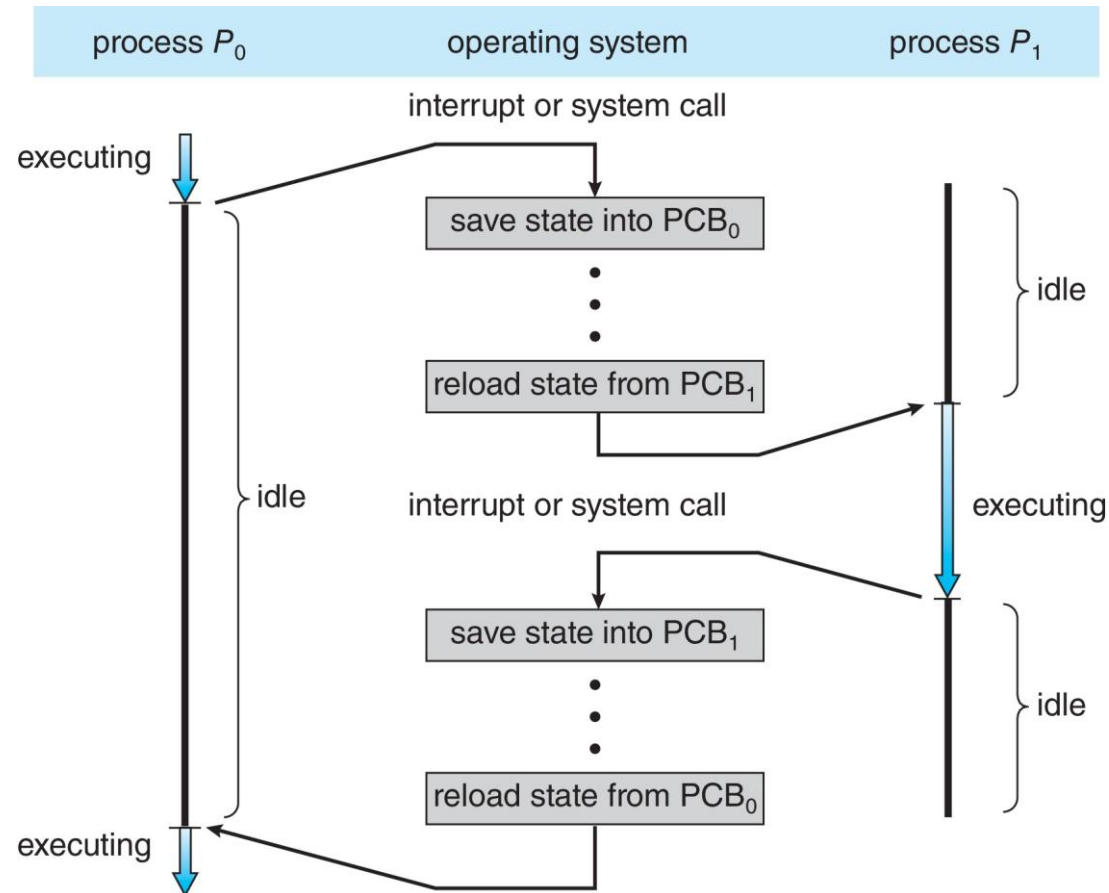 process P₀ operating system process P₁
interrupt or system call
executing
save state into PCB₀
idle
reload state from PCB₁
idle
interrupt or system call
executing
save state into PCB₁
idle
reload state from PCB₀
executing